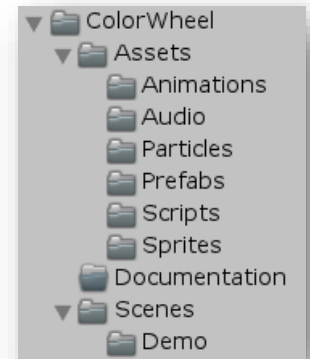 ColorWheel
Assets
Animations
Audio
Particles
Prefabs
Scripts
Sprites
Documentation
Scenes
Demo